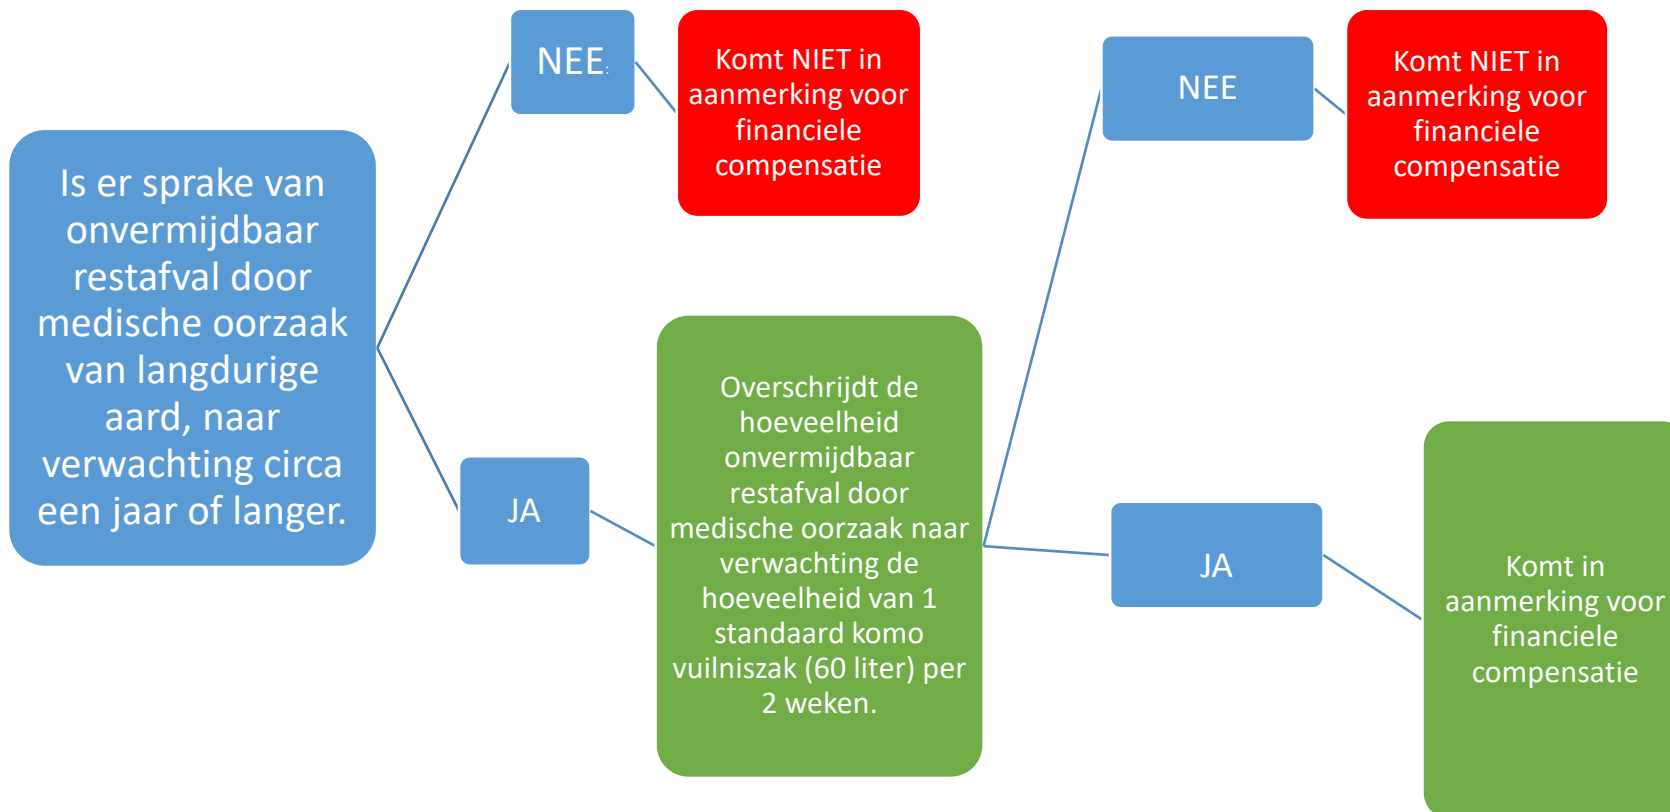 Is er sprake van
onvermijdbaar
restafval door
medische oorzaak
van langdurige
aard, naar
verwachting circa
een jaar of langer.
NEE:
Komt NIET in
aanmerking voor
financiele
compensatie
JA
Overschrijdt de
hoeveelheid
onvermijdbaar
restafval door
medische oorzaak naar
verwachting de
hoeveelheid van 1
standaard komo
vuilniszak (60 liter) per
2 weken.
NEE
Komt NIET in
aanmerking voor
financiele
compensatie
JA
Komt in
aanmerking voor
financiele
compensatie